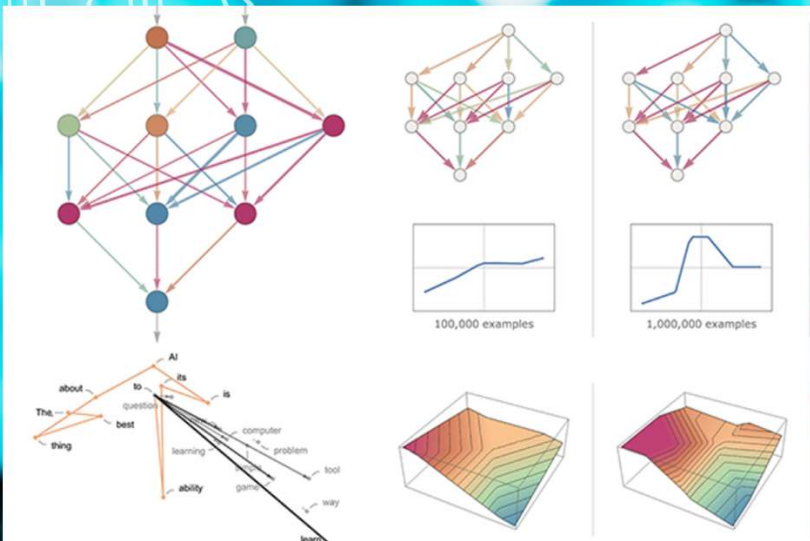 100,000 examples
1,000,000 examples
AI
its
to
is
about
question
The
best
computer
thing
learning
problem
tool
game
ability
way
learn